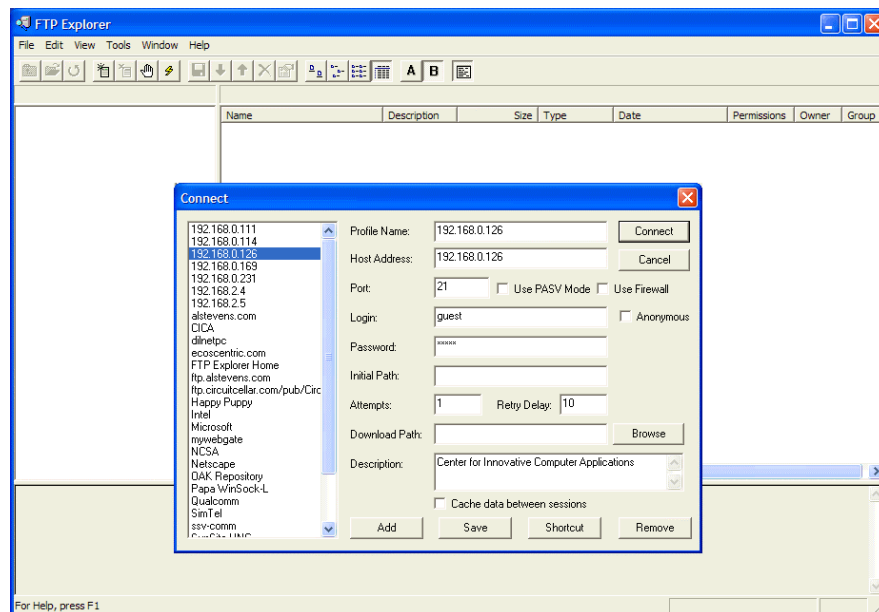 FTP Explorer
File Edit View Tools Window Help
A B
Name Description Size Type Date Permissions Owner Group
Connect
192.168.0.111
192.168.0.114
192.168.0.126
192.168.0.169
192.168.0.231
192.168.2.4
192.168.2.5
alstevens.com
CICA
dilnetpc
ecoscentric.com
FTP Explorer Home
ftp.alstevens.com
ftp.circuitcellar.com/pub/Circ
Happy Puppy
Intel
Microsoft
mywebgate
NCSA
Netscape
OAK Repository
Papa WinSock-L
Qualcomm
SimTel
ssv-comm
Profile Name: 192.168.0.126 Connect
Host Address: 192.168.0.126 Cancel
Port: 21 Use PASV Mode Use Firewall
Login: guest Anonymous
Password: *****
Initial Path:
Attempts: 1 Retry Delay: 10
Download Path: Browse
Description: Center for Innovative Computer Applications
Cache data between sessions
Add Save Shortcut Remove
For Help, press F1